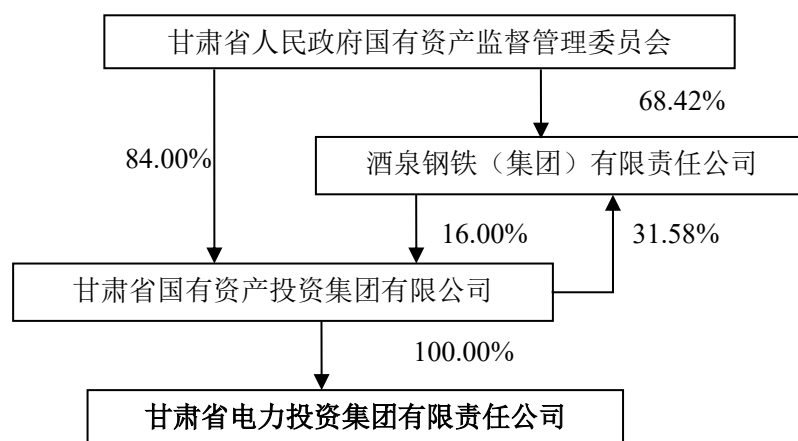 甘肃省人民政府国有资产监督管理委员会
68.42%
84.00%
酒泉钢铁（集团）有限责任公司
16.00%
31.58%
甘肃省国有资产投资集团有限公司
100.00%
甘肃省电力投资集团有限责任公司